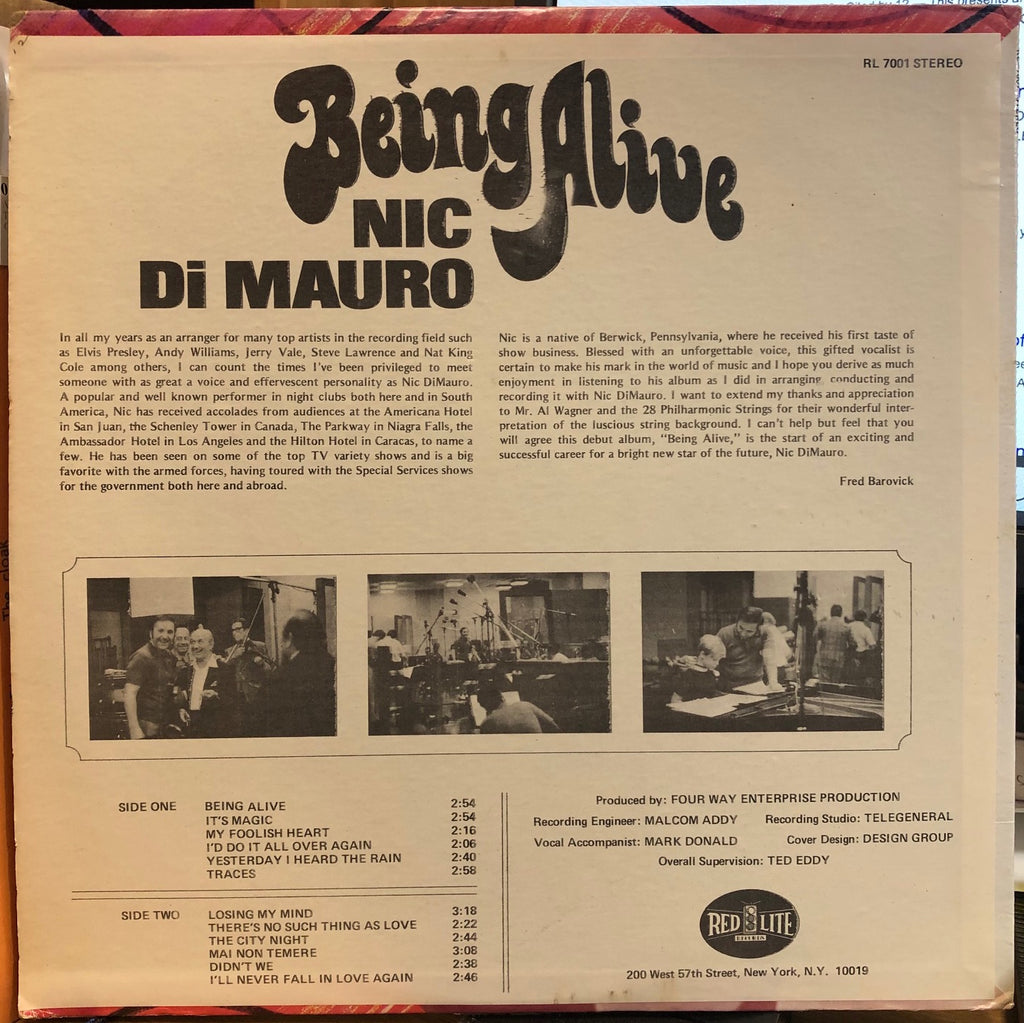 RL 7001 STEREO
Being Alive
NIC
Di MAURO
In all my years as an arranger for many top artists in the recording field such
as Elvis Presley, Andy Williams, Jerry Vale, Steve Lawrence and Nat King
Cole among others, I can count the times I've been privileged to meet
someone with as great a voice and effervescent personality as Nic DiMauro.
A popular and well known performer in night clubs both here and in South
America, Nic has received accolades from audiences at the Americana Hotel
in San Juan, the Schenley Tower in Canada, The Parkway in Niagra Falls, the
Ambassador Hotel in Los Angeles and the Hilton Hotel in Caracas, to name a
few. He has been seen on some of the top TV variety shows and is a big
favorite with the armed forces, having toured with the Special Services shows
for the government both here and abroad.
Nic is a native of Berwick, Pennsylvania, where he received his first taste of
show business. Blessed with an unforgettable voice, this gifted vocalist is
certain to make his mark in the world of music and I hope you derive as much
enjoyment in listening to his album as I did in arranging, conducting and
recording it with Nic DiMauro. I want to extend my thanks and appreciation
to Mr. Al Wagner and the 28 Philharmonic Strings for their wonderful inter-
pretation of the luscious string background. I can't help but feel that you
will agree this debut album, “Being Alive,” is the start of an exciting and
successful career for a bright new star of the future, Nic DiMauro.
Fred Barovick
SIDE ONE BEING ALIVE 2:54
IT'S MAGIC 2:54
MY FOOLISH HEART 2:16
I'D DO IT ALL OVER AGAIN 2:06
YESTERDAY I HEARD THE RAIN 2:40
TRACES 2:58
SIDE TWO LOSING MY MIND 3:18
THERE'S NO SUCH THING AS LOVE 2:22
THE CITY NIGHT 2:44
MAI NON TEMERE 3:08
DIDN'T WE 2:38
I'LL NEVER FALL IN LOVE AGAIN 2:46
Produced by: FOUR WAY ENTERPRISE PRODUCTION
Recording Engineer: MALCOM ADDY Recording Studio: TELEGENERAL
Vocal Accompanist: MARK DONALD Cover Design: DESIGN GROUP
Overall Supervision: TED EDDY
RED LITE
RECORDS
200 West 57th Street, New York, N.Y. 10019
The cloak